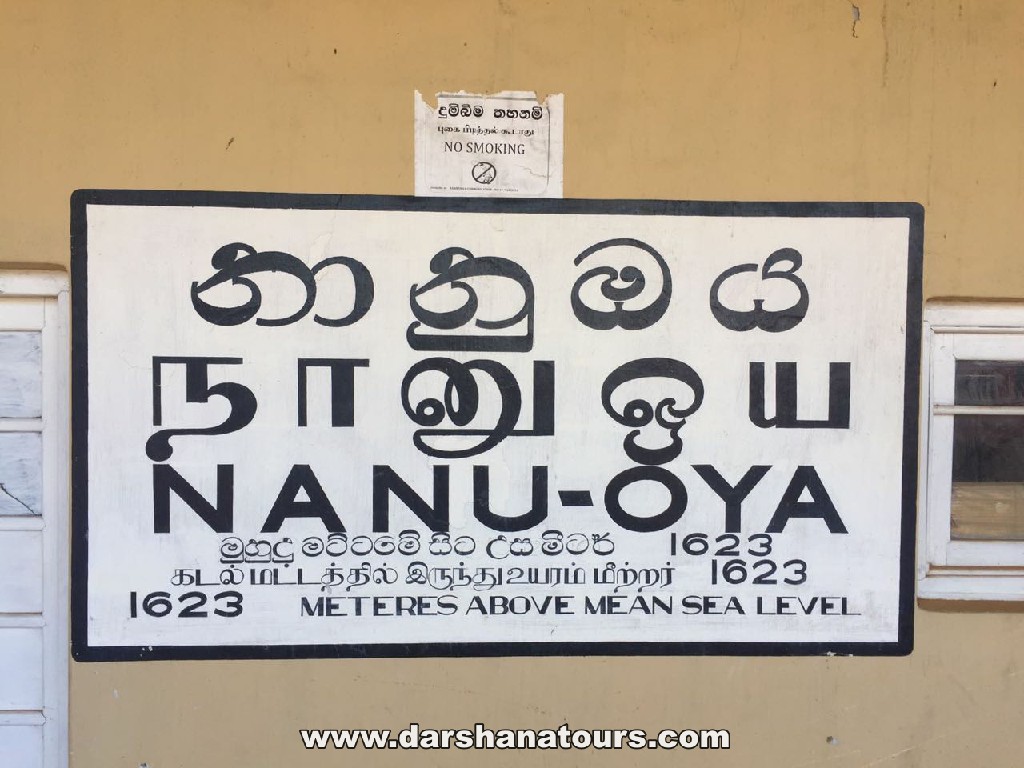 දුම්බීම තහනම්
புகை பிடித்தல் கூடாது
NO SMOKING
නානුඔය
நானுஓயா
NANU-OYA
මුහුදු මට්ටමේ සිට උස මීටර් 1623
கடல் மட்டத்தில் இருந்து உயரம் மீற்றர் 1623
1623 METERES ABOVE MEAN SEA LEVEL
www.darshanatours.com